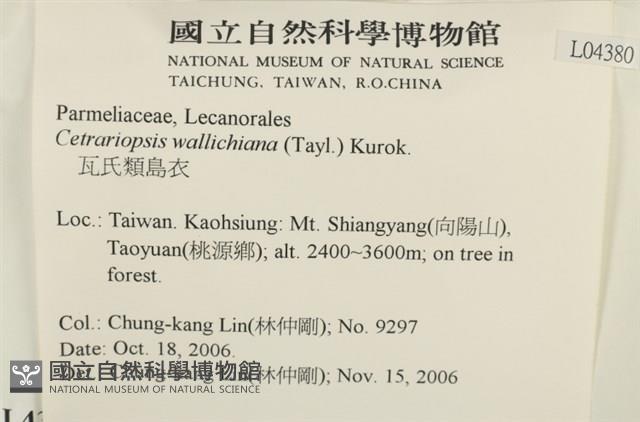 國立自然科學博物館
NATIONAL MUSEUM OF NATURAL SCIENCE
TAICHUNG, TAIWAN, R.O.CHINA
L04380
Parmeliaceae, Lecanorales
Cetrariopsis wallichiana (Tayl.) Kurok.
瓦氏類島衣
Loc.: Taiwan. Kaohsiung: Mt. Shiangyang(向陽山),
Taoyuan(桃源鄉); alt. 2400~3600m; on tree in
forest.
Col.: Chung-kang Lin(林仲剛); No. 9297
Date: Oct. 18, 2006.
(林仲剛); Nov. 15, 2006
國立自然科學博物館
NATIONAL MUSEUM OF NATURAL SCIENCE